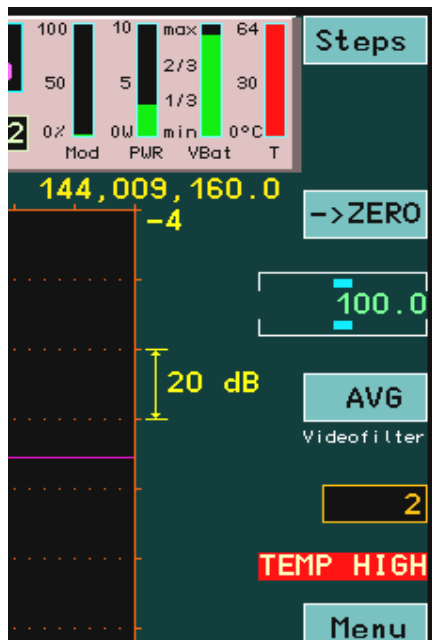 100 10 max 64 Steps
2/3
50 5 30
1/3
2 0% 0W min 0°C
Mod PWR VBat T
144,009,160.0
-4 ->ZERO
100.0
20 dB AVG
Videofilter
2
TEMP HIGH
Menu